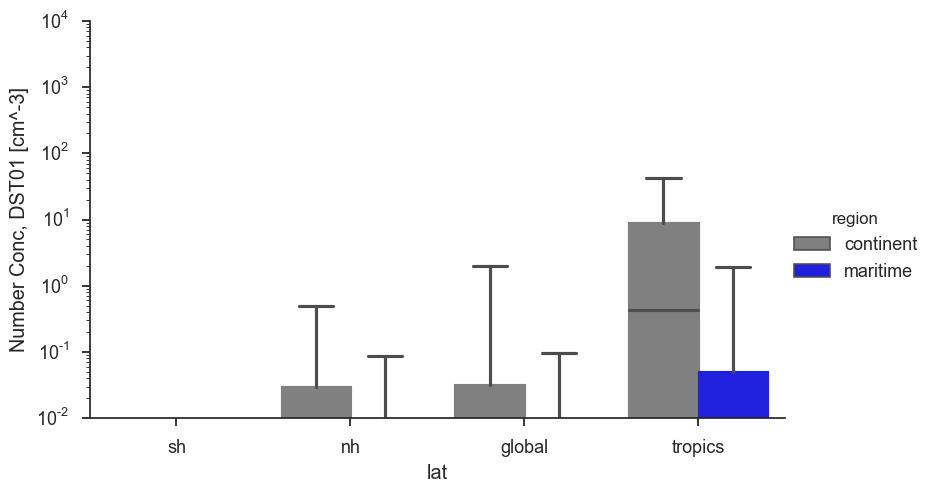 10^4
10^3
10^2
10^1
10^0
10^-1
10^-2
Number Conc, DST01 [cm^-3]
sh nh global tropics
lat
region
continent
maritime